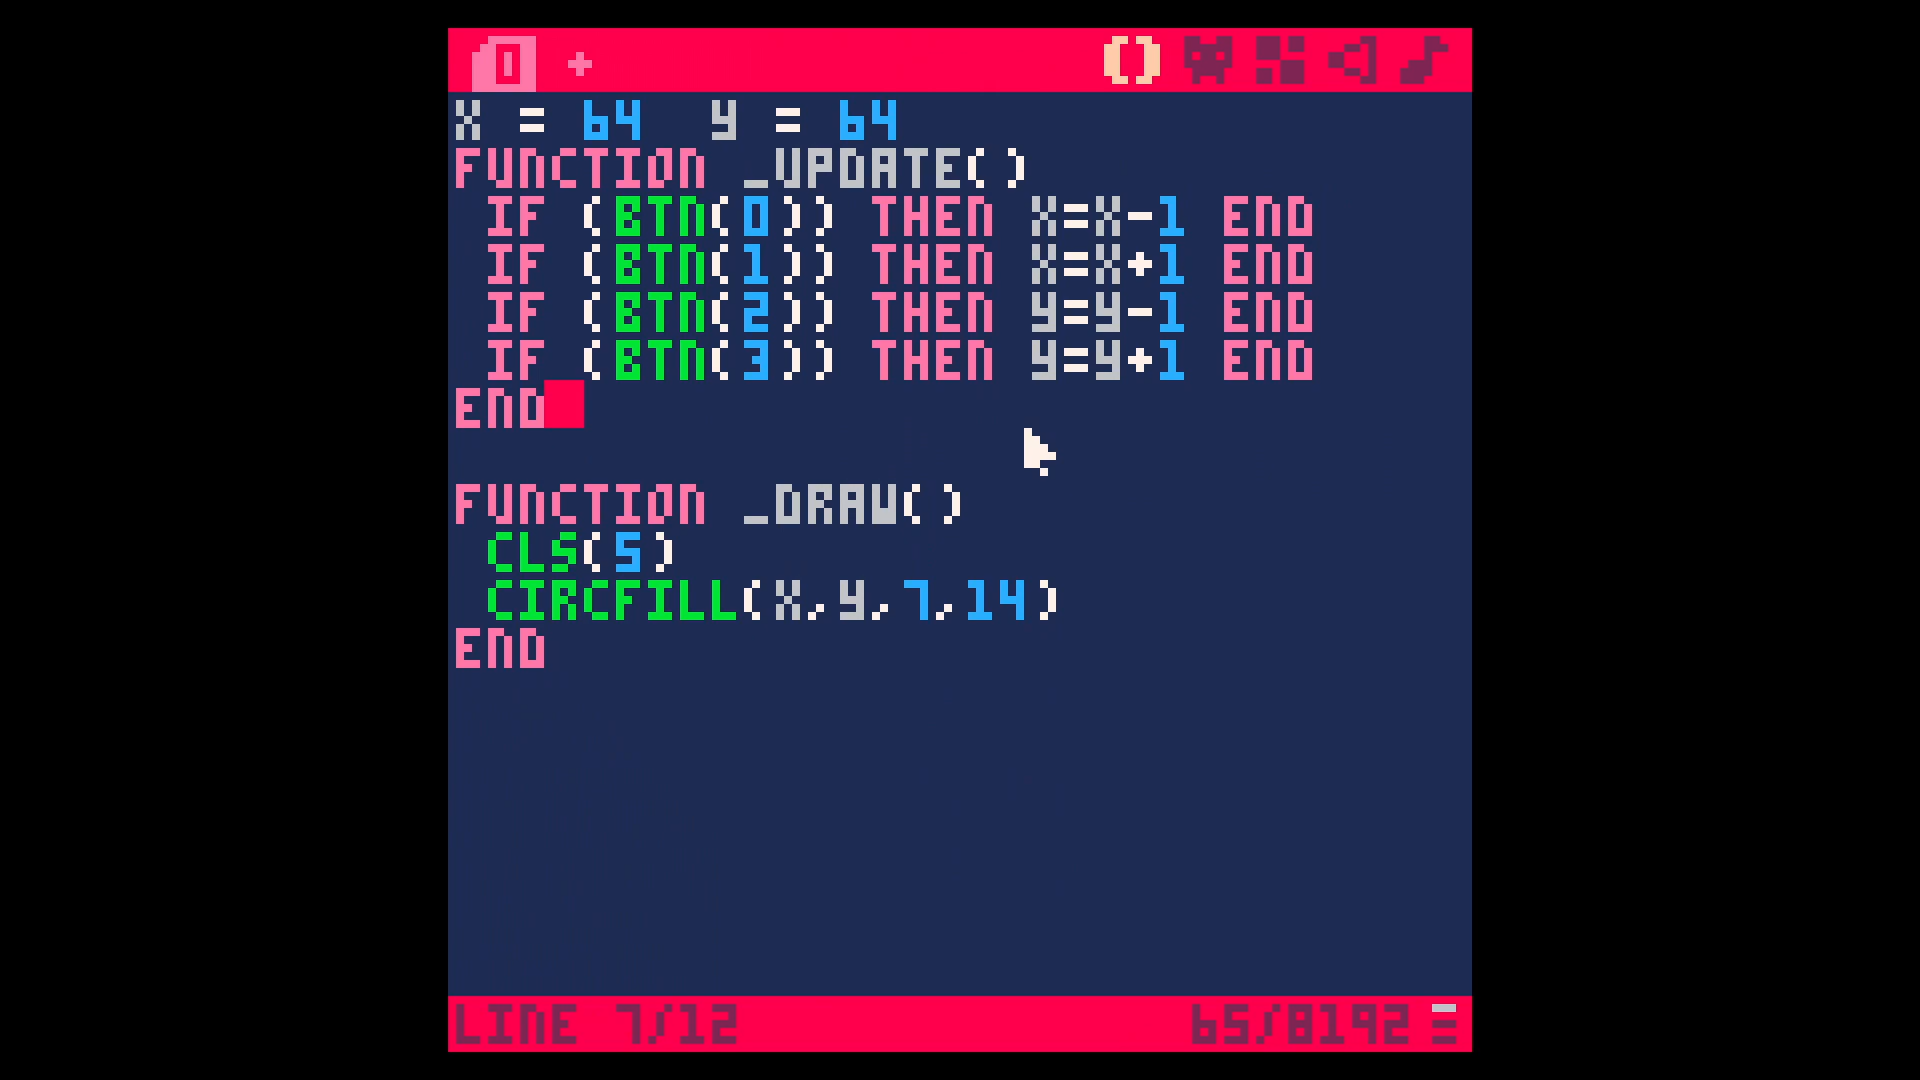 0 +
X = 64  Y = 64
FUNCTION _UPDATE()
 IF (BTN(0)) THEN X=X-1 END
 IF (BTN(1)) THEN X=X+1 END
 IF (BTN(2)) THEN Y=Y-1 END
 IF (BTN(3)) THEN Y=Y+1 END
END

FUNCTION _DRAW()
 CLS(5)
 CIRCFILL(X,Y,7,14)
END
LINE 7/12 65/8192